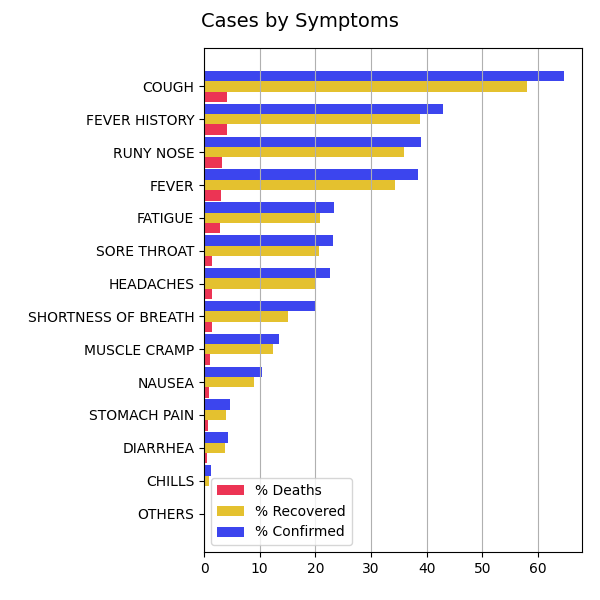 Cases by Symptoms
COUGH
FEVER HISTORY
RUNY NOSE
FEVER
FATIGUE
SORE THROAT
HEADACHES
SHORTNESS OF BREATH
MUSCLE CRAMP
NAUSEA
STOMACH PAIN
DIARRHEA
CHILLS
OTHERS
% Deaths
% Recovered
% Confirmed
0 10 20 30 40 50 60